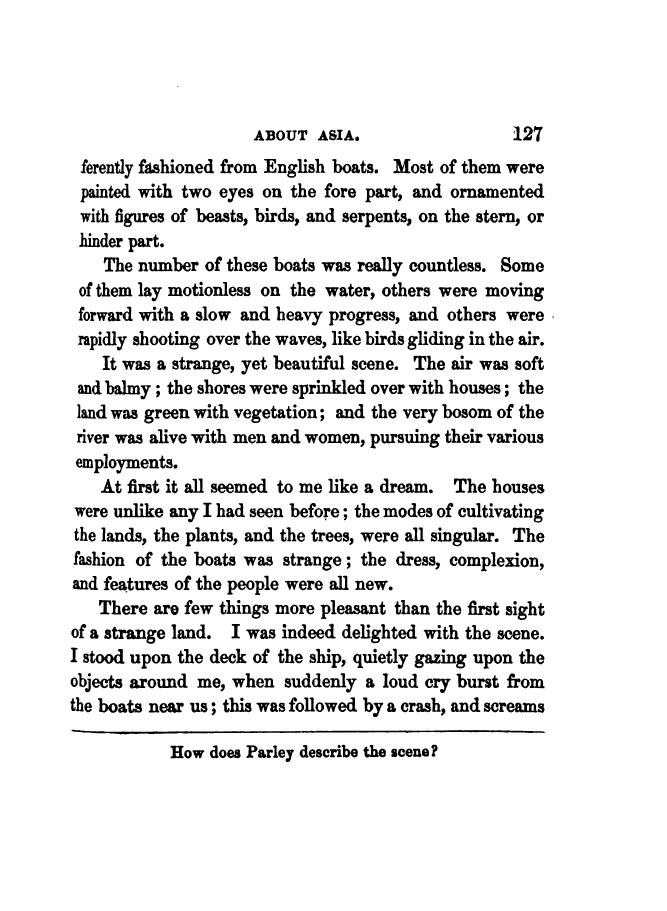 ABOUT ASIA. 127
ferently fashioned from English boats. Most of them were
painted with two eyes on the fore part, and ornamented
with figures of beasts, birds, and serpents, on the stern, or
hinder part.
The number of these boats was really countless. Some
of them lay motionless on the water, others were moving
forward with a slow and heavy progress, and others were
rapidly shooting over the waves, like birds gliding in the air.
It was a strange, yet beautiful scene. The air was soft
and balmy; the shores were sprinkled over with houses; the
land was green with vegetation; and the very bosom of the
river was alive with men and women, pursuing their various
employments.
At first it all seemed to me like a dream. The houses
were unlike any I had seen before; the modes of cultivating
the lands, the plants, and the trees, were all singular. The
fashion of the boats was strange; the dress, complexion,
and features of the people were all new.
There are few things more pleasant than the first sight
of a strange land. I was indeed delighted with the scene.
I stood upon the deck of the ship, quietly gazing upon the
objects around me, when suddenly a loud cry burst from
the boats near us; this was followed by a crash, and screams
How does Parley describe the scene?